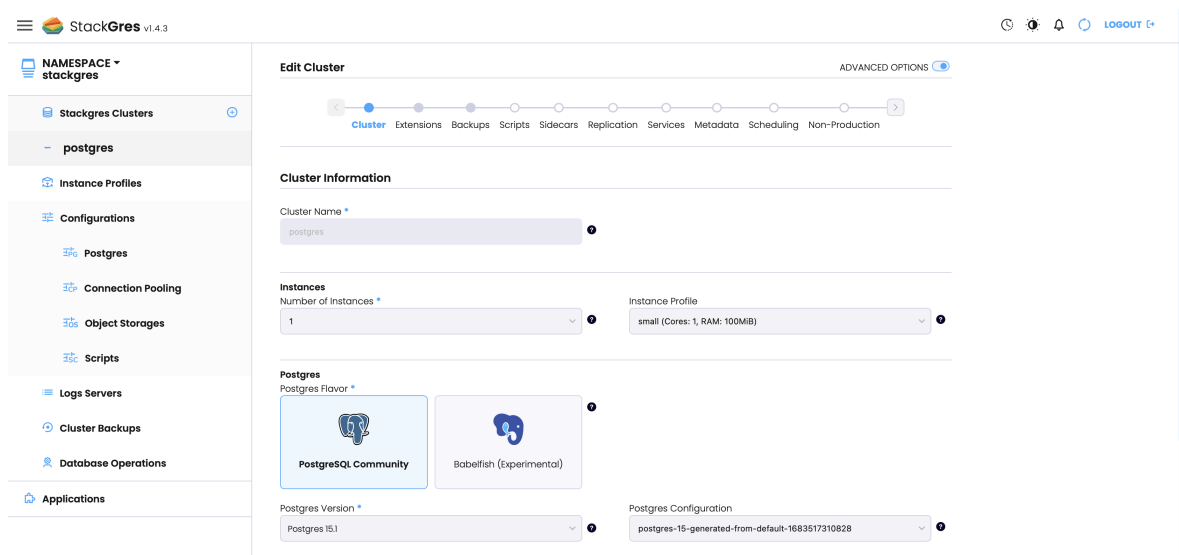 StackGres v1.4.3
LOGOUT
NAMESPACE
stackgres
Stackgres Clusters
postgres
Instance Profiles
Configurations
PG Postgres
CP Connection Pooling
OS Object Storages
SC Scripts
Logs Servers
Cluster Backups
Database Operations
Applications
Edit Cluster
ADVANCED OPTIONS
Cluster Extensions Backups Scripts Sidecars Replication Services Metadata Scheduling Non-Production
Cluster Information
Cluster Name *
postgres
Instances
Number of Instances * Instance Profile
1 small (Cores: 1, RAM: 100MiB)
Postgres
Postgres Flavor *
PostgreSQL Community Babelfish (Experimental)
Postgres Version * Postgres Configuration
Postgres 15.1 postgres-15-generated-from-default-1683517310828